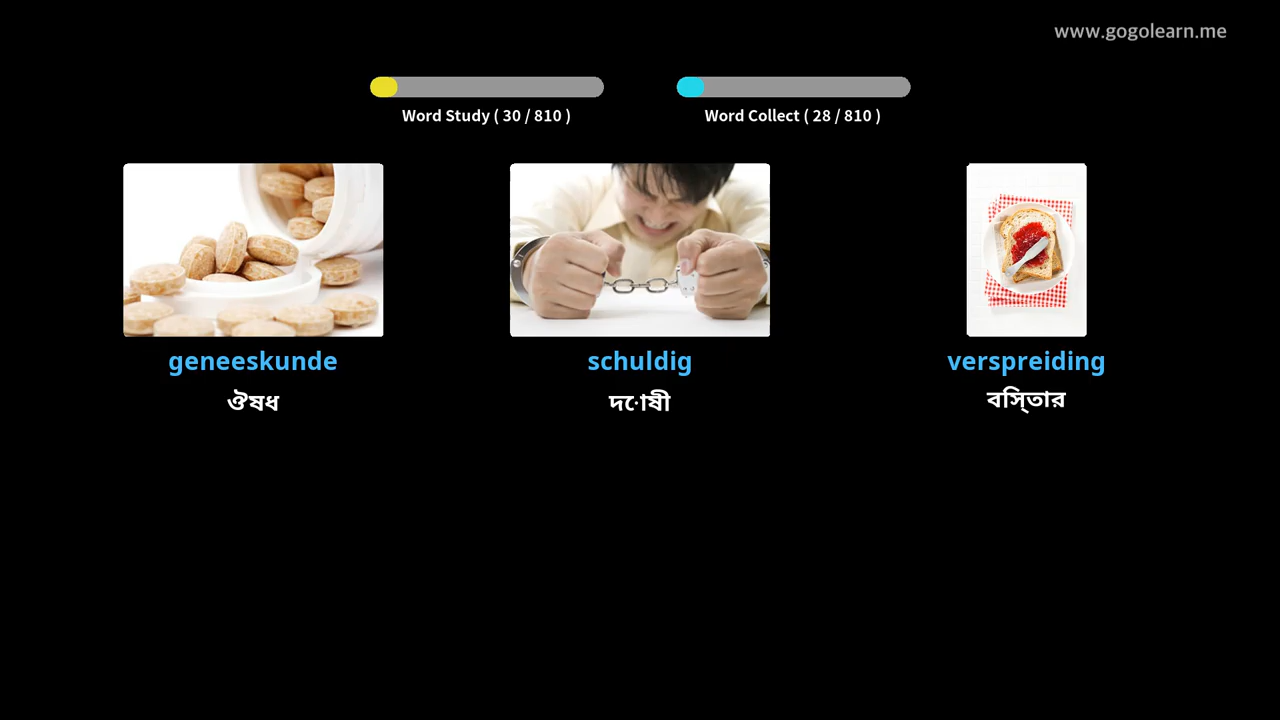 www.gogolearn.me
Word Study ( 30 / 810 )
Word Collect ( 28 / 810 )
geneeskunde
schuldig
verspreiding
ঔষধ
দোষী
বিস্তার